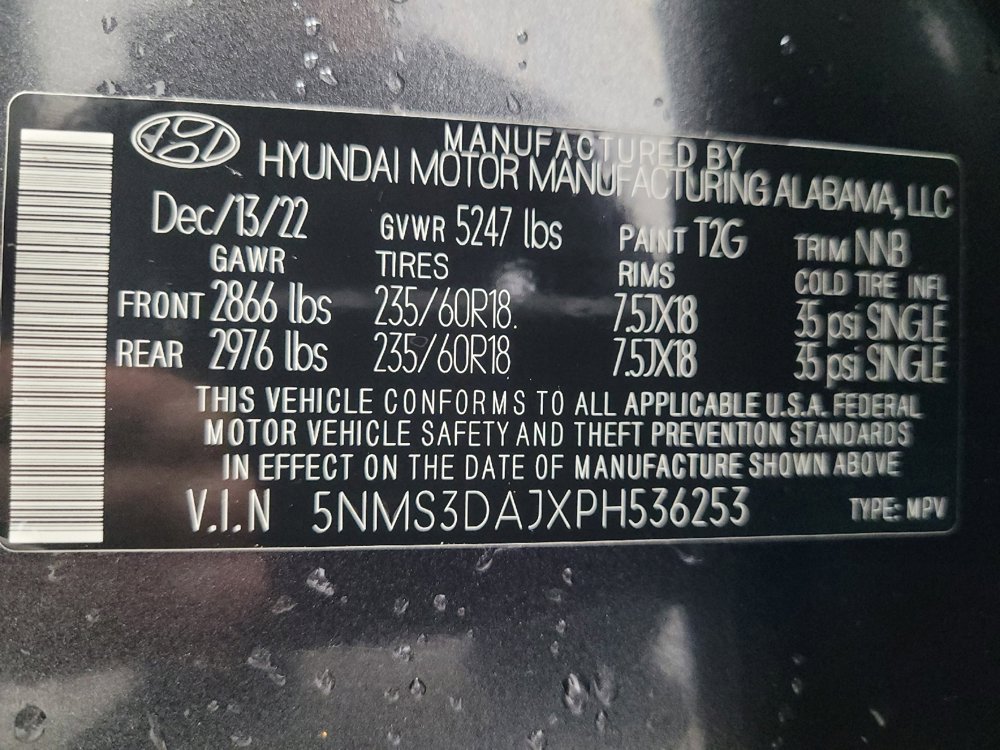 MANUFACTURED BY
HYUNDAI MOTOR MANUFACTURING ALABAMA, LLC
Dec/13/22 GVWR 5247 lbs PAINT T2G TRIM NNB
GAWR TIRES RIMS COLD TIRE INFL
FRONT 2866 lbs 235/60R18 7.5JX18 35 psi SNGLE
REAR 2976 lbs 235/60R18 7.5JX18 35 psi SINGLE
THIS VEHICLE CONFORMS TO ALL APPLICABLE U.S.A. FEDERAL
MOTOR VEHICLE SAFETY AND THEFT PREVENTION STANDARDS
IN EFFECT ON THE DATE OF MANUFACTURE SHOWN ABOVE
V.I.N 5NMS3DAJXPH536253 TYPE: MPV